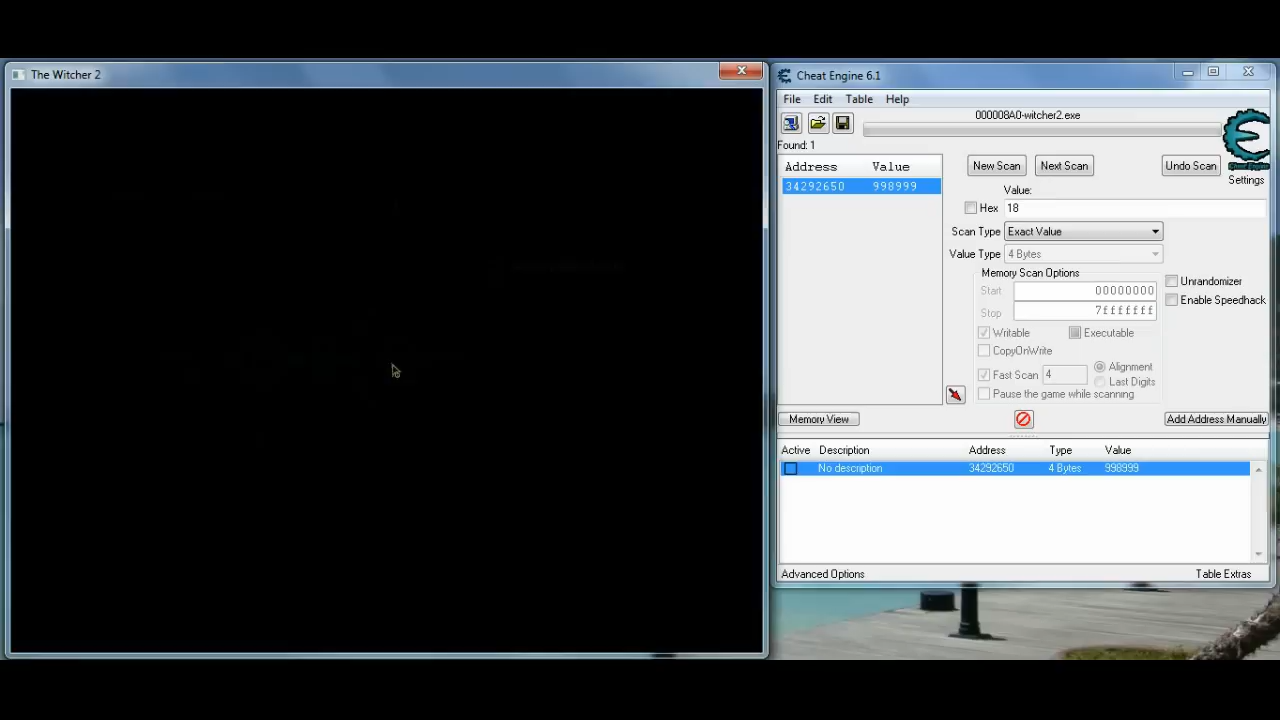 The Witcher 2
Cheat Engine 6.1
File Edit Table Help
000008A0-witcher2.exe
Found: 1
Address Value
34292650 998999
New Scan Next Scan Undo Scan
Settings
Value:
Hex 18
Scan Type Exact Value
Value Type 4 Bytes
Memory Scan Options
Start 00000000
Stop 7fffffff
Unrandomizer
Enable Speedhack
Writable Executable
CopyOnWrite
Fast Scan 4 Alignment
Last Digits
Pause the game while scanning
Memory View Add Address Manually
Active Description Address Type Value
No description 34292650 4 Bytes 998999
Advanced Options Table Extras